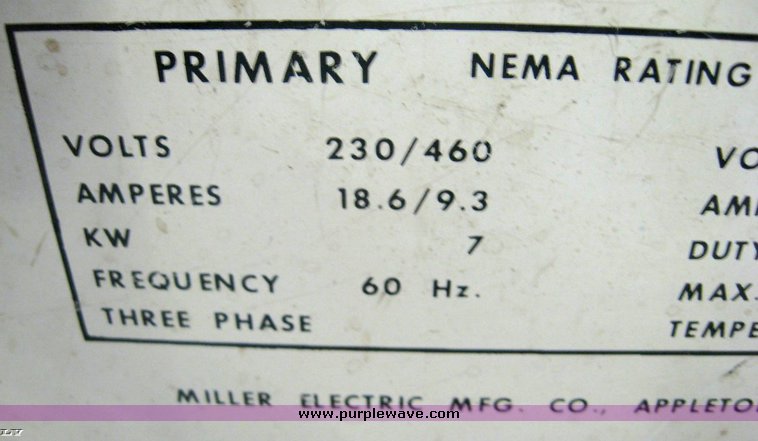 PRIMARY NEMA RATING
VOLTS 230/460
AMPERES 18.6/9.3
KW 7
DUTY
FREQUENCY 60 Hz.
MAX.
THREE PHASE
MILLER ELECTRIC MFG. CO.,
www.purplewave.com